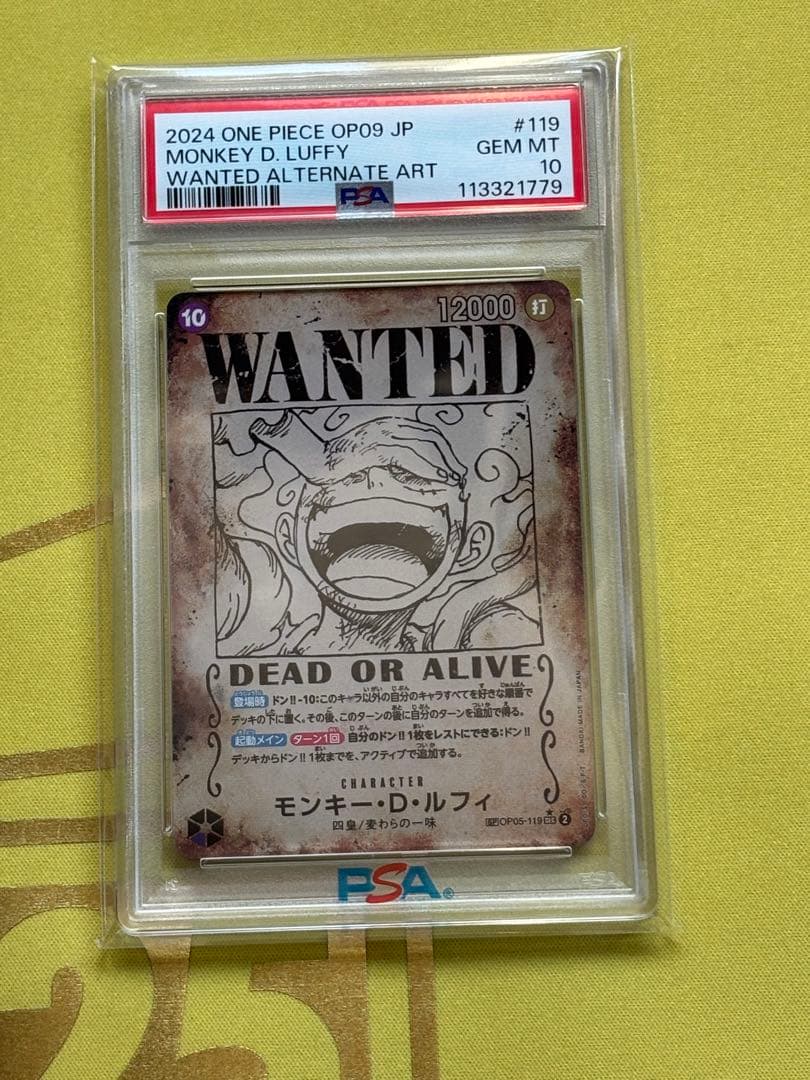 2024 ONE PIECE OP09 JP #119
MONKEY D. LUFFY GEM MT
WANTED ALTERNATE ART 10
PSA 113321779
10 12000 打
WANTED
DEAD OR ALIVE
登場時 ドン!!-10:このキャラ以外の自分のキャラすべてを好きな順番で
デッキの下に置く。その後、このターンの後に自分のターンを追加で得る。
起動メイン ターン1回 自分のドン!!1枚をレストにできる:ドン!!
デッキからドン!!1枚までを、アクティブで追加する。
CHARACTER
モンキー・D・ルフィ
四皇/麦わらの一味
OP05-119 2
BANDAI MADE IN JAPAN
PSA®
25